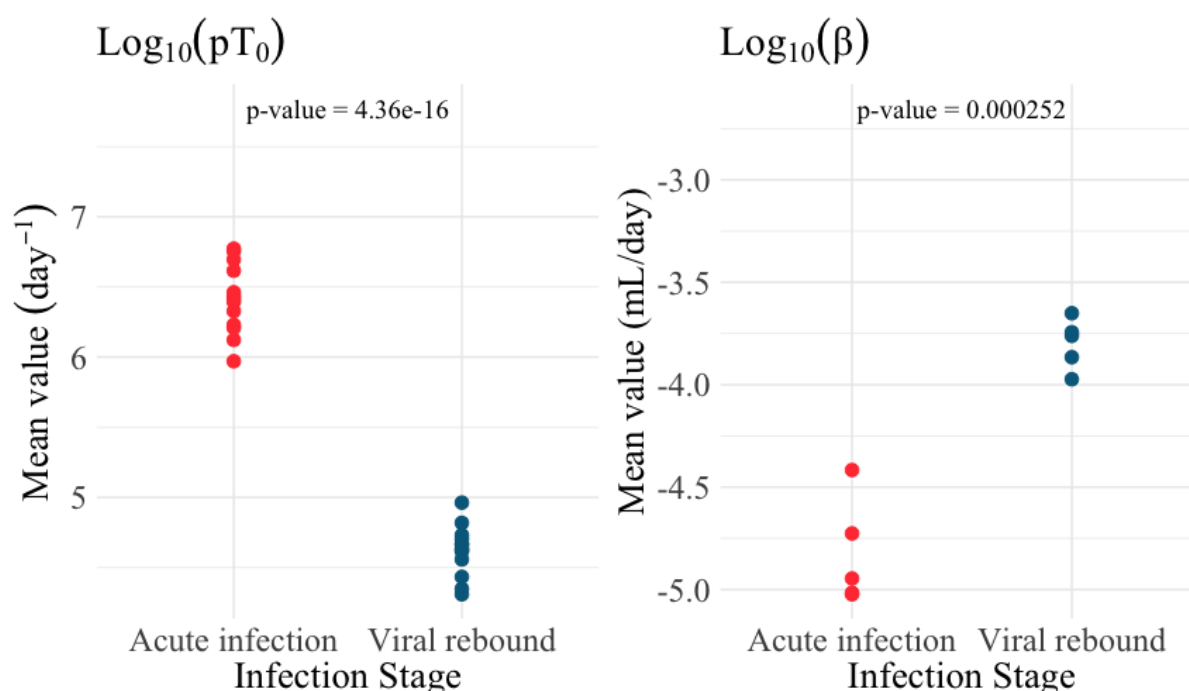 Log₁₀(pT₀)
p-value = 4.36e-16
Mean value (day⁻¹)
7
6
5
Acute infection
Viral rebound
Infection Stage
Log₁₀(β)
p-value = 0.000252
Mean value (mL/day)
-3.0
-3.5
-4.0
-4.5
-5.0
Acute infection
Viral rebound
Infection Stage